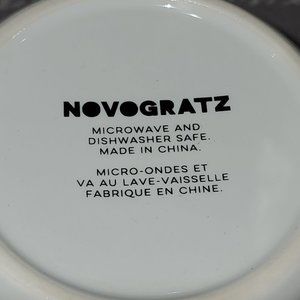 NOVOGRATZ
MICROWAVE AND
DISHWASHER SAFE.
MADE IN CHINA.
MICRO-ONDES ET
VA AU LAVE-VAISSELLE
FABRIQUE EN CHINE.